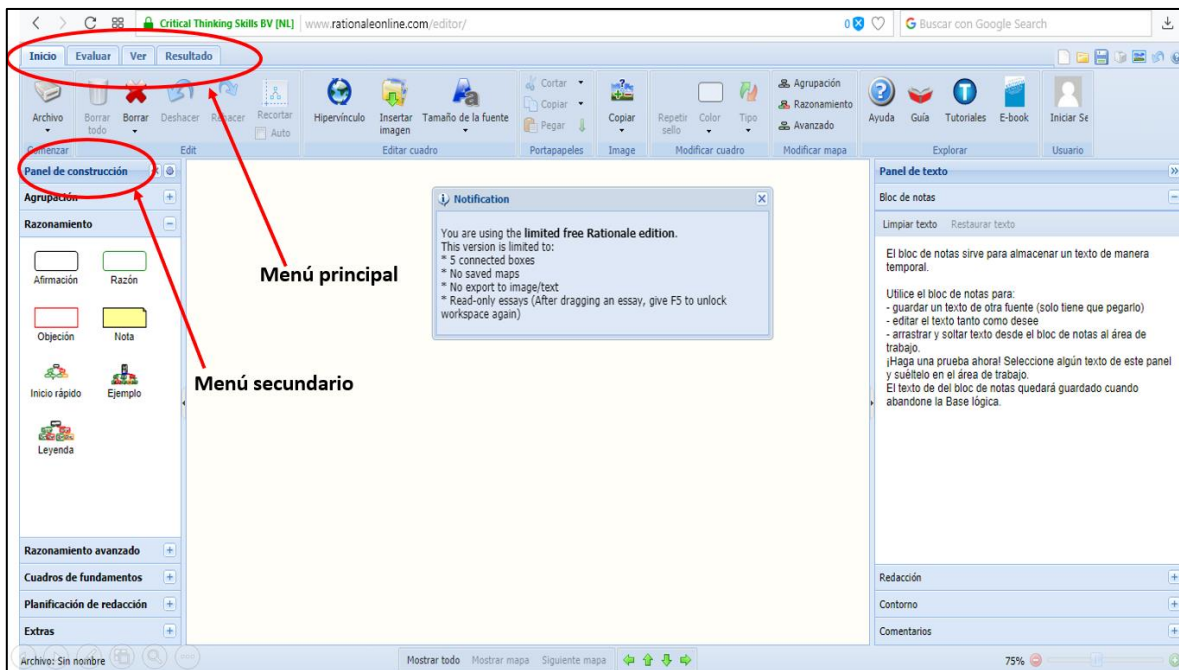 Critical Thinking Skills BV [NL] www.rationaleonline.com/editor/ 0 Buscar con Google Search
Inicio Evaluar Ver Resultado
Archivo Borrar todo Borrar Deshacer Rehacer Recortar Auto Hipervínculo Insertar imagen Tamaño de la fuente Cortar Copiar Pegar Copiar Repetir sello Color Tipo Agrupación Razonamiento Avanzado Ayuda Guía Tutoriales E-book Iniciar Se
Comenzar Edit Editar cuadro Portapapeles Image Modificar cuadro Modificar mapa Explorar Usuario
Panel de construcción
Agrupación
Razonamiento
Afirmación Razón
Objeción Nota
Inicio rápido Ejemplo
Leyenda
Razonamiento avanzado
Cuadros de fundamentos
Planificación de redacción
Extras
Menú principal
Menú secundario
Notification
You are using the limited free Rationale edition.
This version is limited to:
* 5 connected boxes
* No saved maps
* No export to image/text
* Read-only essays (After dragging an essay, give F5 to unlock
workspace again)
Panel de texto
Bloc de notas
Limpiar texto Restaurar texto
El bloc de notas sirve para almacenar un texto de manera
temporal.
Utilice el bloc de notas para:
- guardar un texto de otra fuente (solo tiene que pegarlo)
- editar el texto tanto como desee
- arrastrar y soltar texto desde el bloc de notas al área de
trabajo.
¡Haga una prueba ahora! Seleccione algún texto de este panel
y suéltelo en el área de trabajo.
El texto de del bloc de notas quedará guardado cuando
abandone la Base lógica.
Redacción
Contorno
Comentarios
Archivo: Sin nombre Mostrar todo Mostrar mapa Siguiente mapa 75%